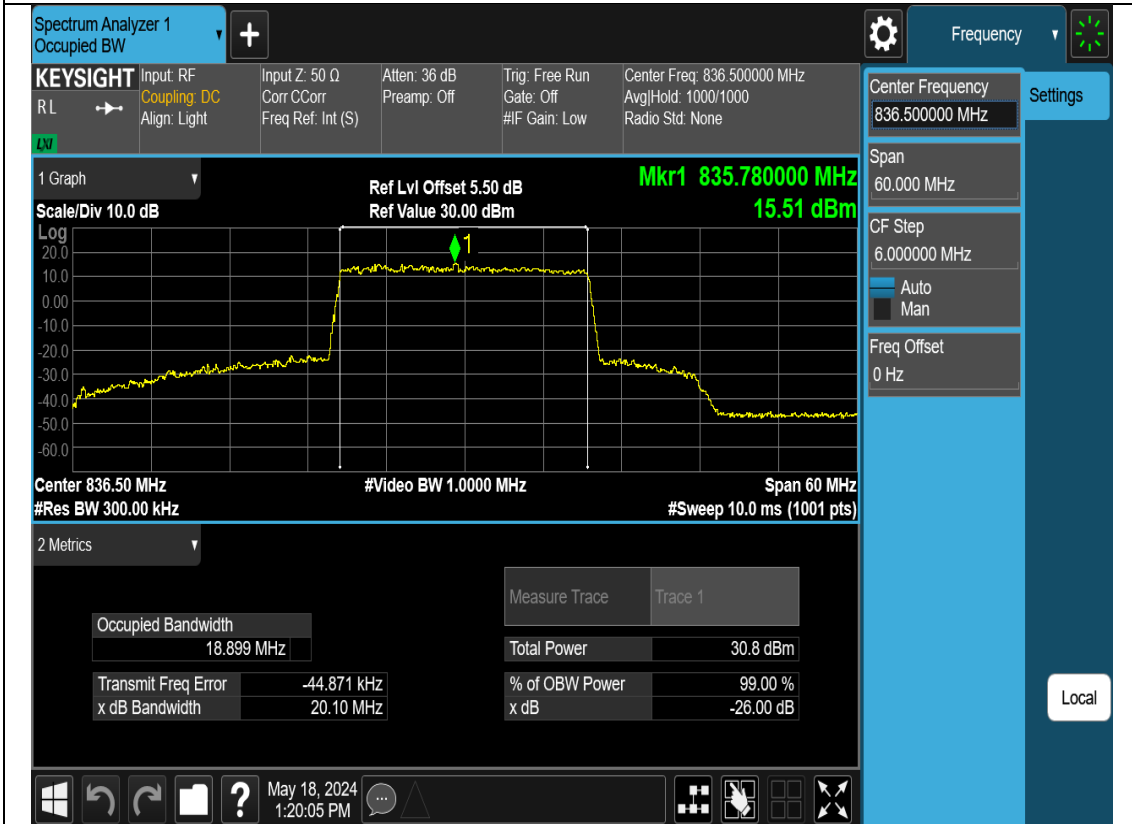 Spectrum Analyzer 1
Occupied BW
+
Frequency
KEYSIGHT
RL
LXI
Input: RF
Coupling: DC
Align: Light
Input Z: 50 Ω
Corr CCorr
Freq Ref: Int (S)
Atten: 36 dB
Preamp: Off
Trig: Free Run
Gate: Off
#IF Gain: Low
Center Freq: 836.500000 MHz
Avg|Hold: 1000/1000
Radio Std: None
Center Frequency
836.500000 MHz
Settings
Span
60.000 MHz
CF Step
6.000000 MHz
Auto
Man
Freq Offset
0 Hz
Local
1 Graph
Scale/Div 10.0 dB
Ref Lvl Offset 5.50 dB
Ref Value 30.00 dBm
Mkr1 835.780000 MHz
15.51 dBm
Log
20.0
10.0
0.00
-10.0
-20.0
-30.0
-40.0
-50.0
-60.0
1
Center 836.50 MHz
#Video BW 1.0000 MHz
Span 60 MHz
#Res BW 300.00 kHz
#Sweep 10.0 ms (1001 pts)
2 Metrics
Measure Trace Trace 1
Occupied Bandwidth
18.899 MHz
Total Power 30.8 dBm
Transmit Freq Error -44.871 kHz
% of OBW Power 99.00 %
x dB Bandwidth 20.10 MHz
x dB -26.00 dB
?
May 18, 2024
1:20:05 PM